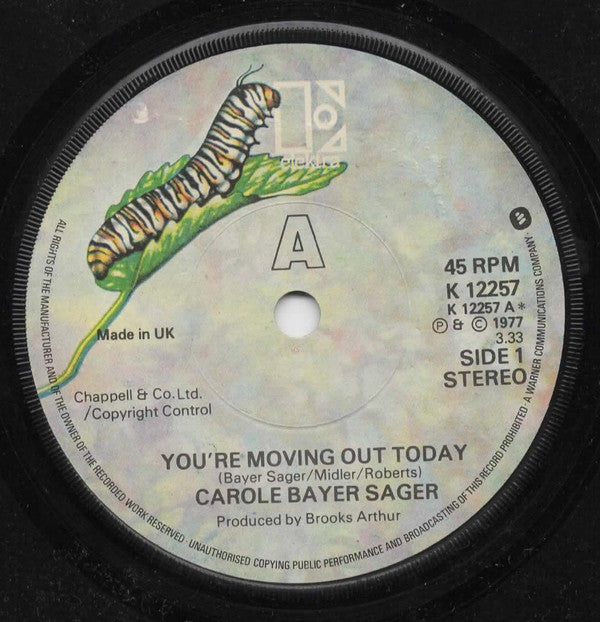 elektra
A
45 RPM
K 12257
K 12257 A*
℗ & © 1977
3.33
SIDE 1
STEREO
Made in UK
Chappell & Co. Ltd.
/Copyright Control
YOU'RE MOVING OUT TODAY
(Bayer Sager/Midler/Roberts)
CAROLE BAYER SAGER
Produced by Brooks Arthur
ALL RIGHTS OF THE MANUFACTURER AND OF THE OWNER OF THE RECORDED WORK RESERVED · UNAUTHORISED COPYING PUBLIC PERFORMANCE AND BROADCASTING OF THIS RECORD PROHIBITED · A WARNER COMMUNICATIONS COMPANY ·